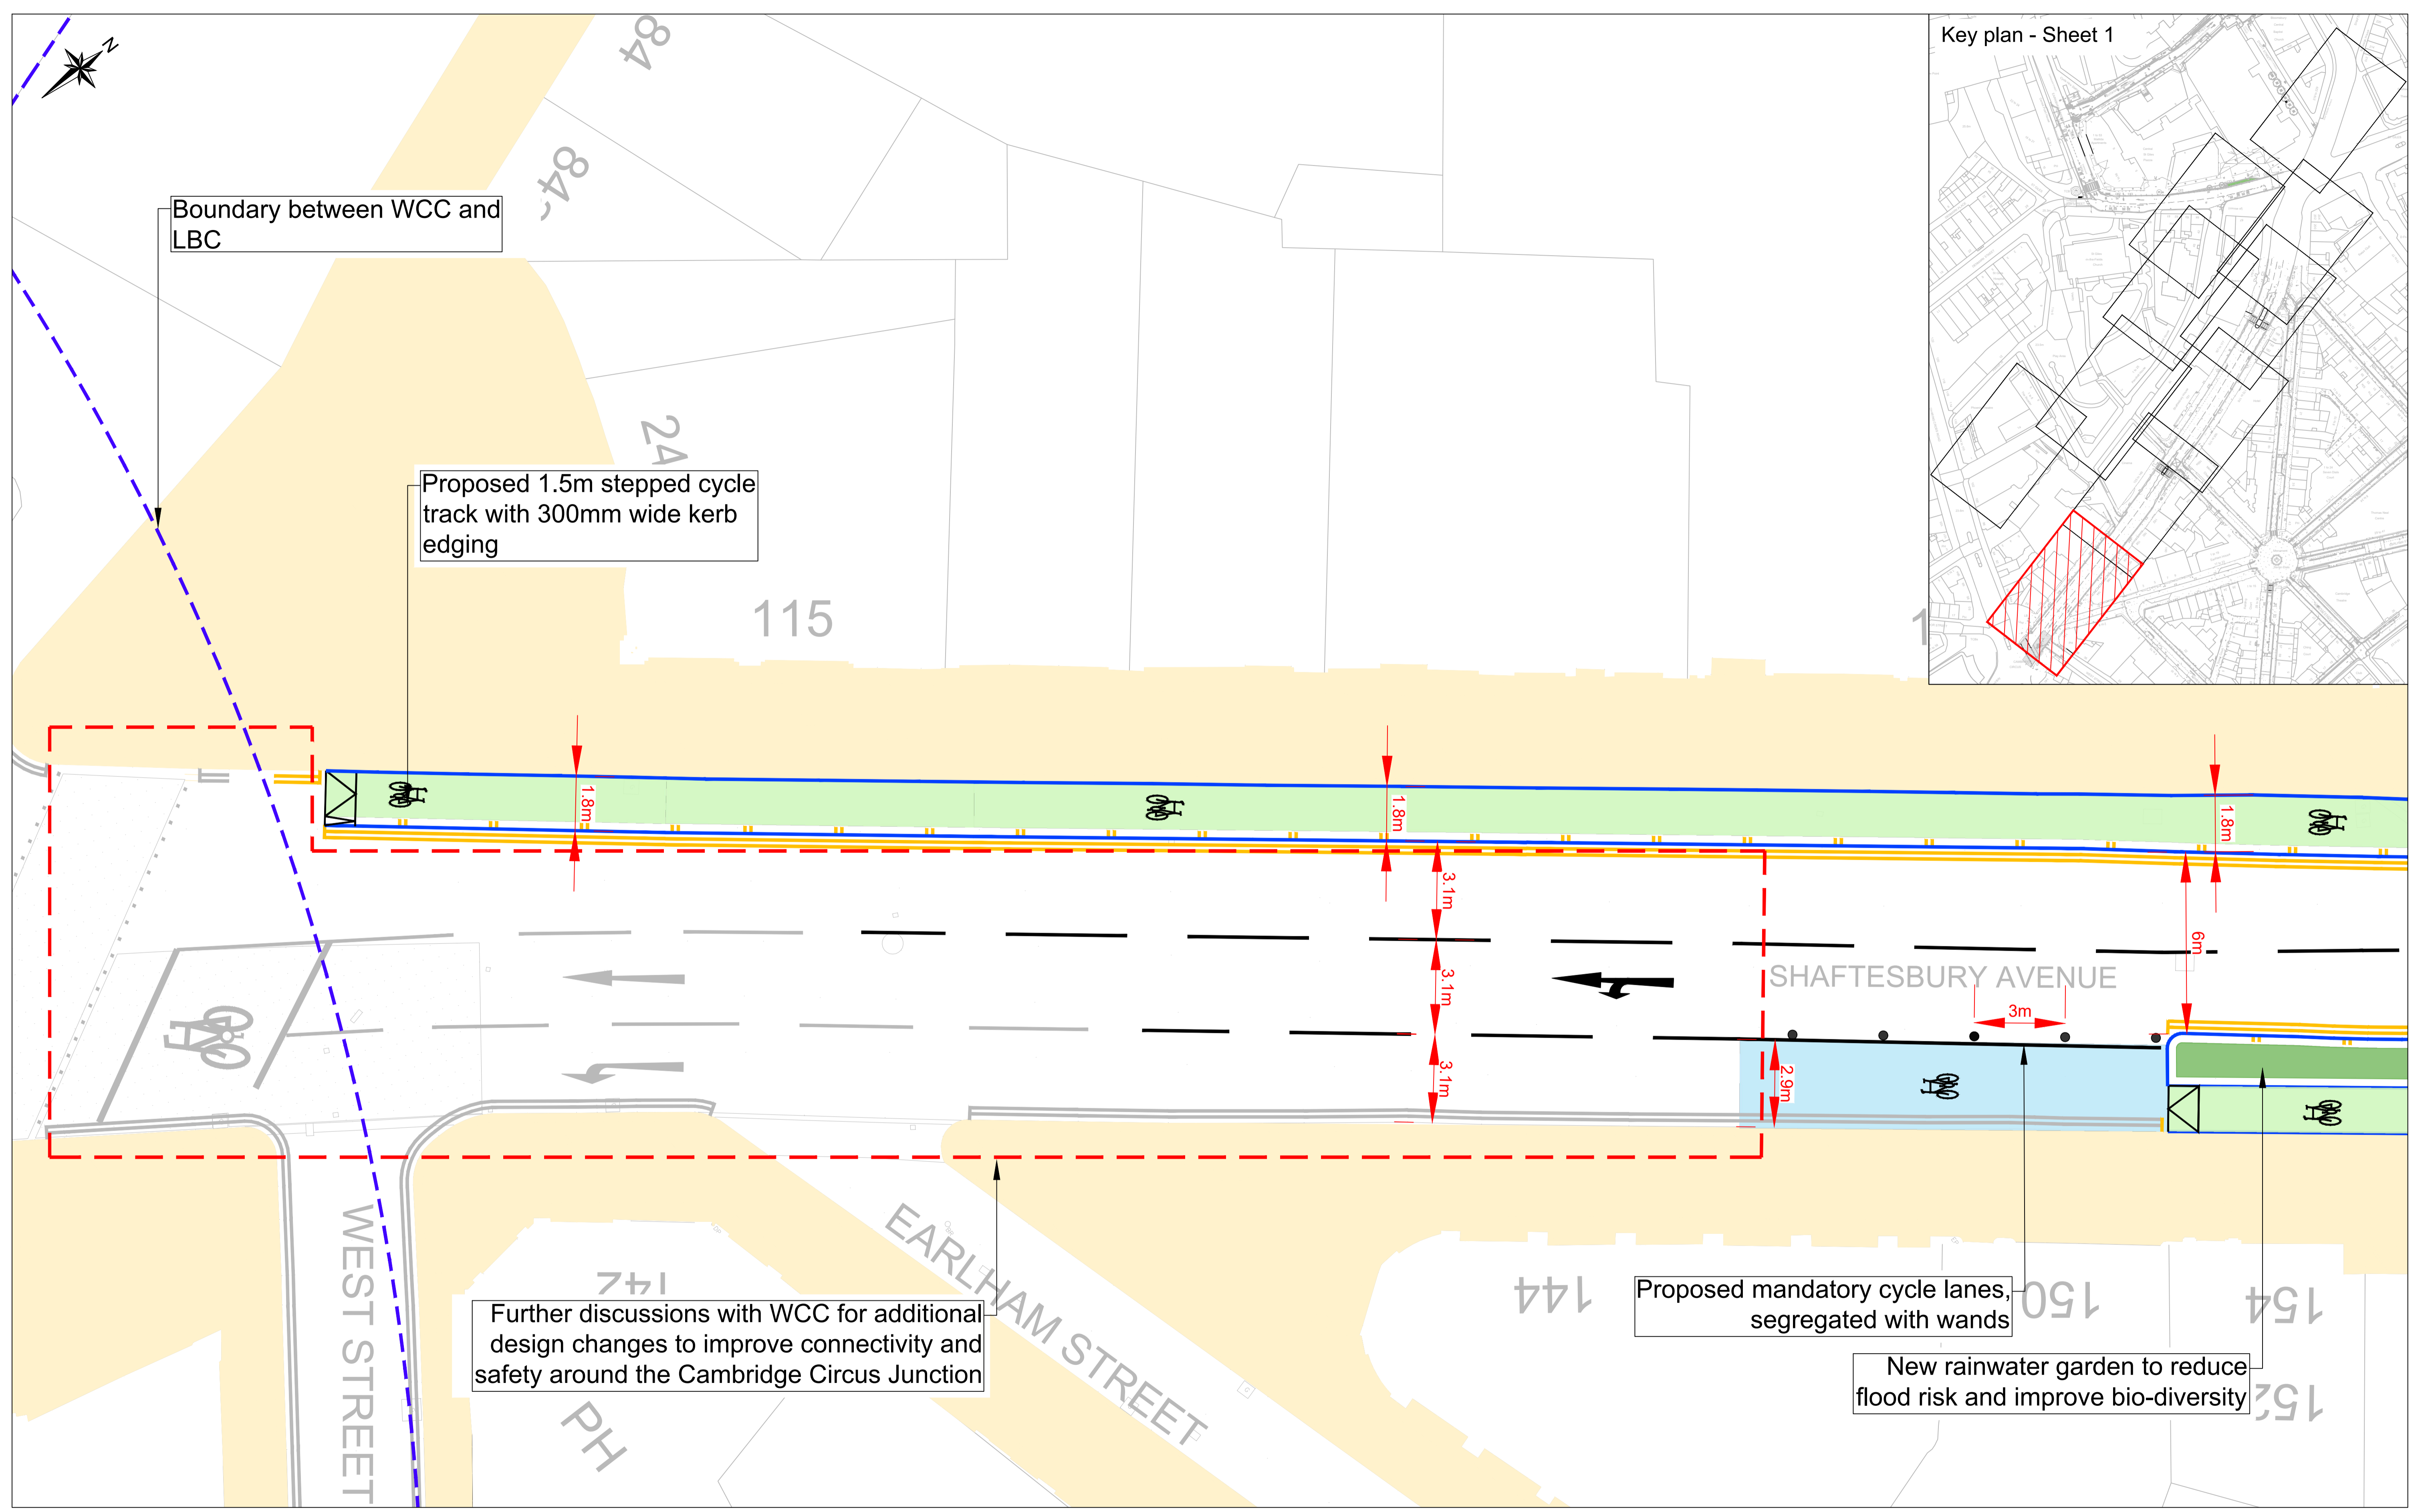 N
Key plan - Sheet 1
84
84
Boundary between WCC and
LBC
24
Proposed 1.5m stepped cycle
track with 300mm wide kerb
edging
115
1.8m
1.8m
1.8m
3.1m
3.1m
3.1m
6m
SHAFTESBURY AVENUE
3m
2.9m
WEST STREET
EARLHAM STREET
142
144
150
154
PH
Further discussions with WCC for additional
design changes to improve connectivity and
safety around the Cambridge Circus Junction
Proposed mandatory cycle lanes,
segregated with wands
New rainwater garden to reduce
flood risk and improve bio-diversity
152